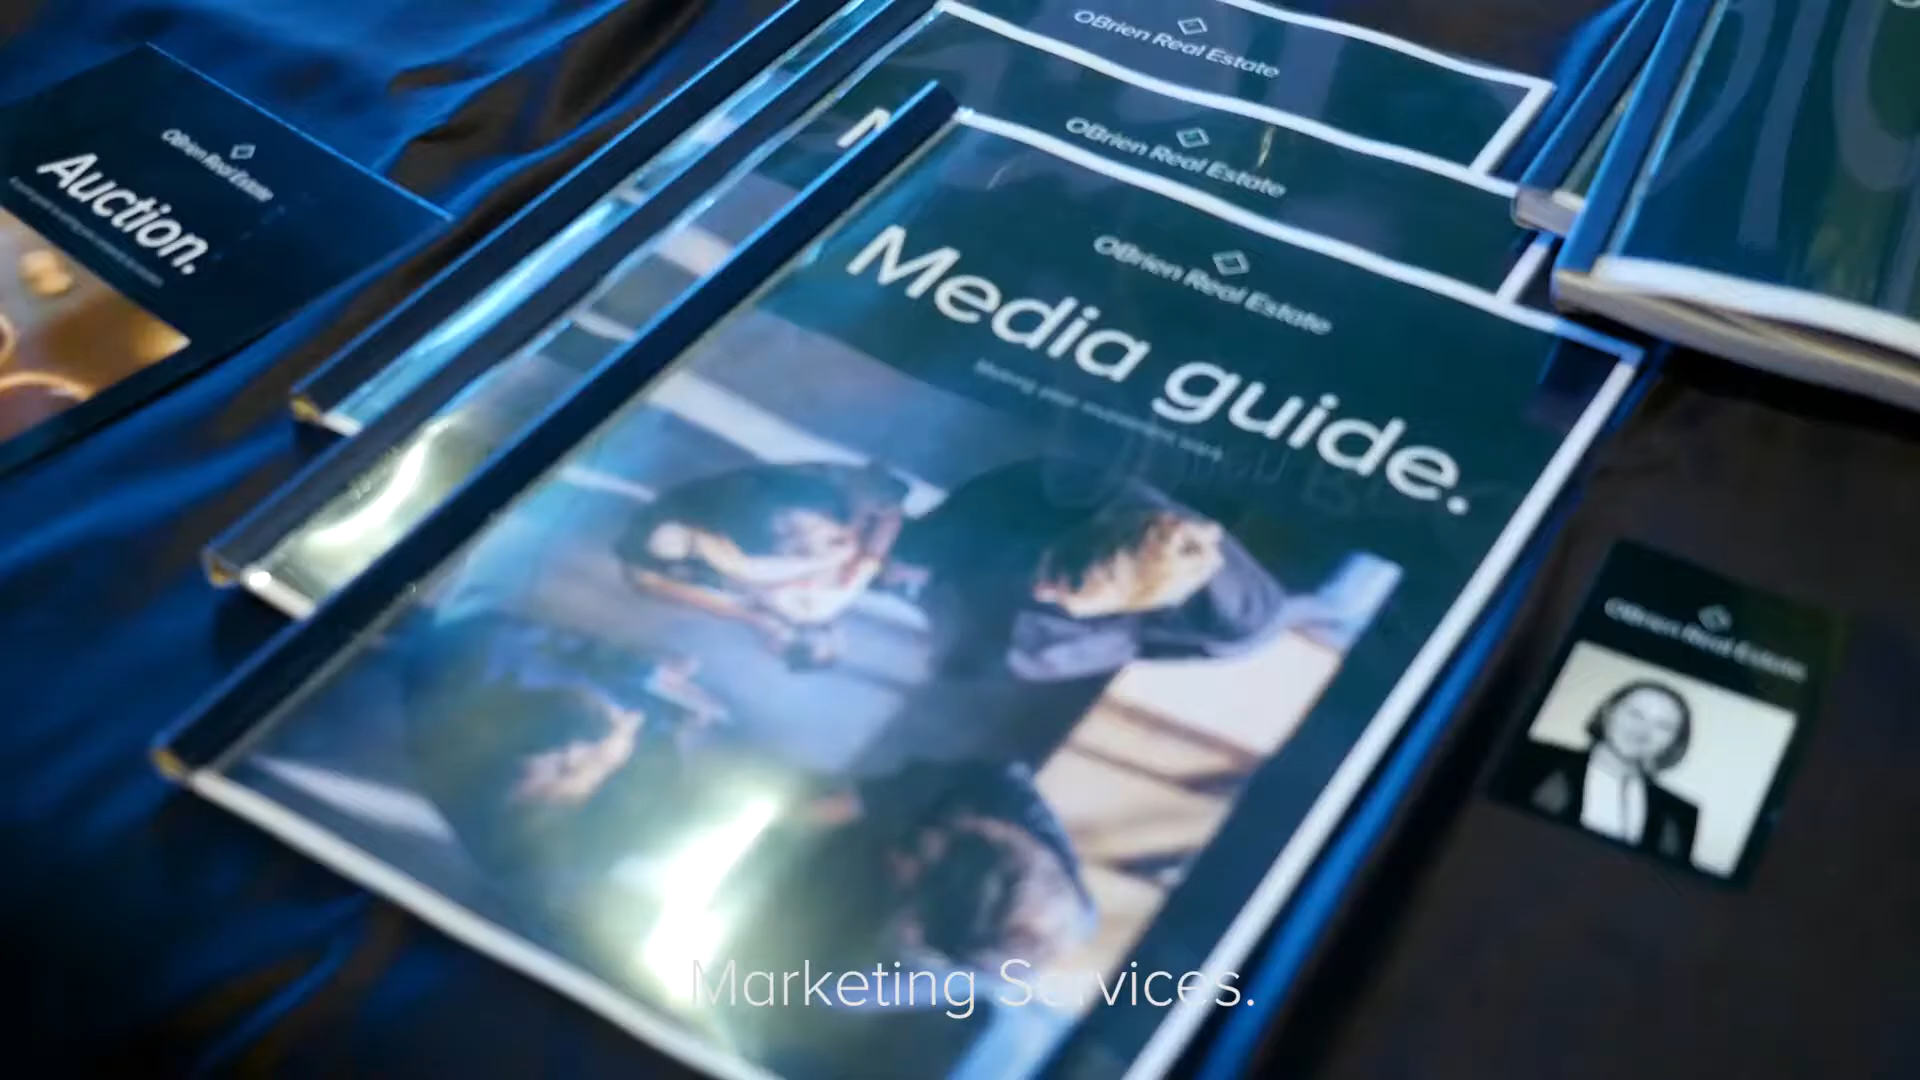 OBrien Real Estate
OBrien Real Estate
OBrien Real Estate
Auction.
OBrien Real Estate
Media guide.
OBrien Real Estate
Marketing Services.